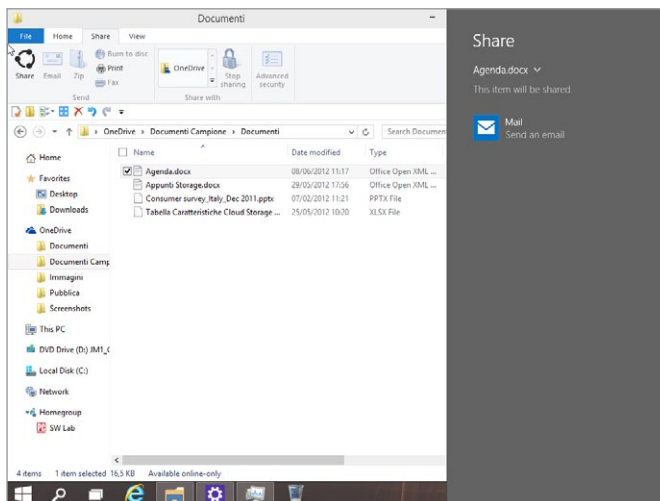 Documenti
File Home Share View
Share Email Zip Burn to disc Print Fax OneDrive Stop sharing Advanced security
Send Share with
OneDrive › Documenti Campione › Documenti Search Documen
Home
Favorites
Desktop
Downloads
OneDrive
Documenti
Documenti Camp
Immagini
Pubblica
Screenshots
This PC
DVD Drive (D:) JM1_C
Local Disk (C:)
Network
Homegroup
SW Lab
Name Date modified Type
Agenda.docx 08/06/2012 11:17 Office Open XML ...
Appunti Storage.docx 29/05/2012 17:56 Office Open XML ...
Consumer survey_Italy_Dec 2011.pptx 07/02/2012 11:21 PPTX File
Tabella Caratteristiche Cloud Storage ... 25/05/2012 10:20 XLSX File
4 items 1 item selected 16,5 KB Available online-only
Share
Agenda.docx
This item will be shared
Mail
Send an email